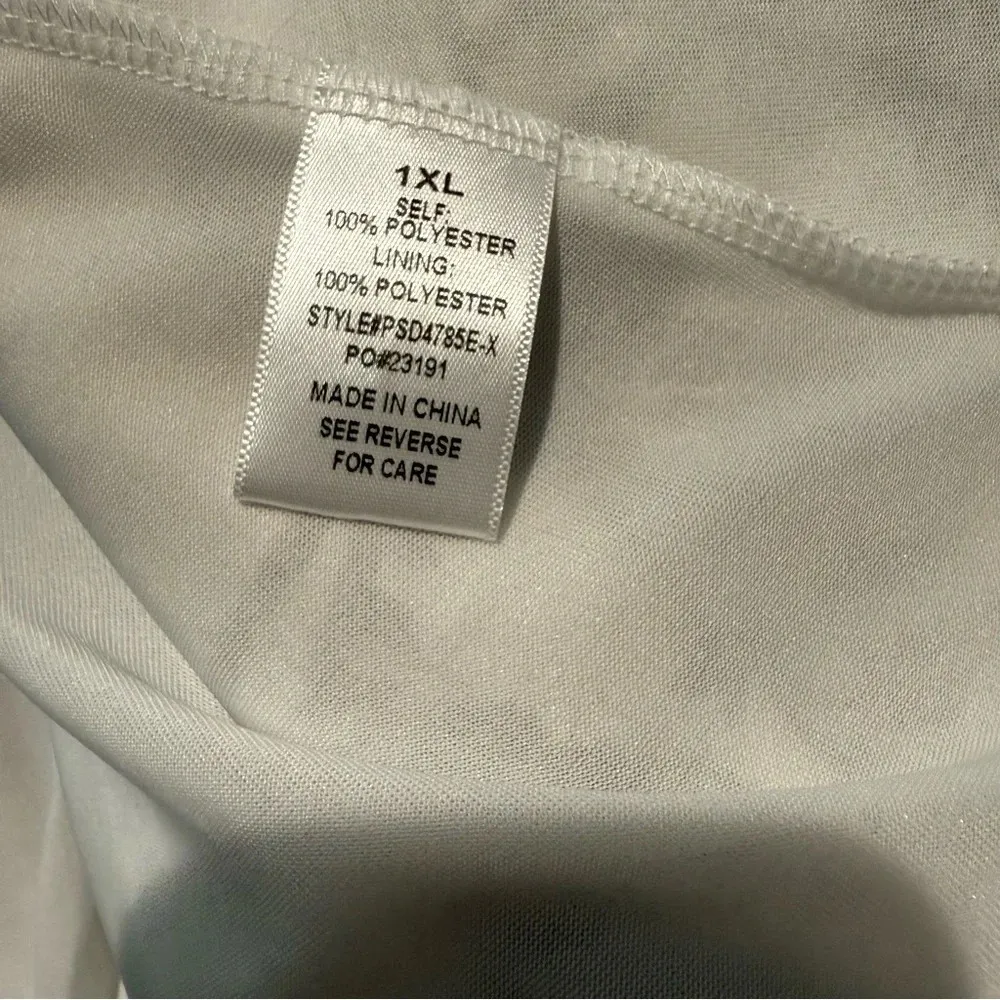 1XL
SELF:
100% POLYESTER
LINING:
100% POLYESTER
STYLE#PSD4785E-X
PO#23191
MADE IN CHINA
SEE REVERSE
FOR CARE